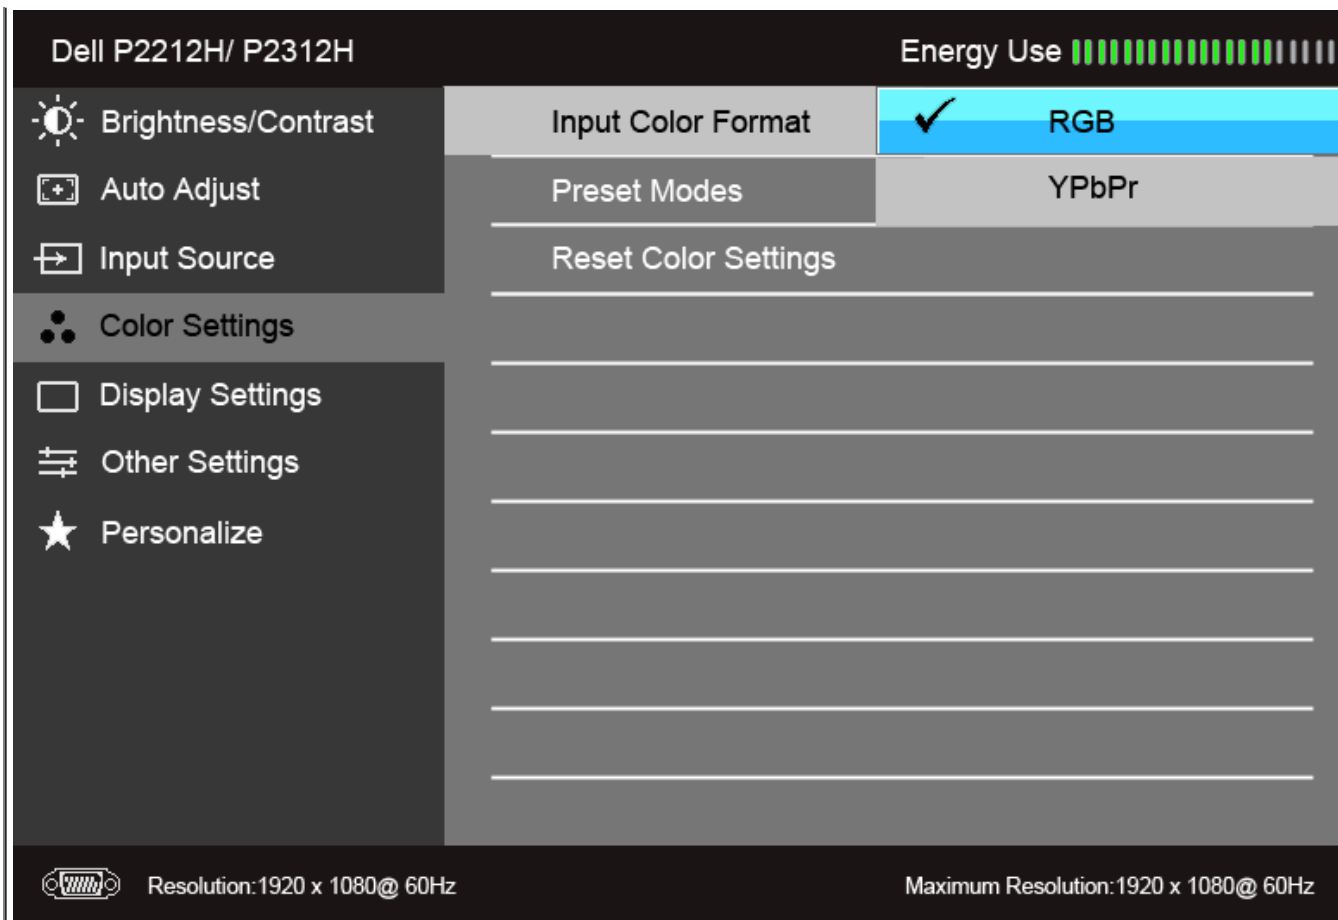 Dell P2212H/ P2312H
Energy Use
Brightness/Contrast
Auto Adjust
Input Source
Color Settings
Display Settings
Other Settings
Personalize
Input Color Format
RGB
Preset Modes
YPbPr
Reset Color Settings
Resolution:1920 x 1080@ 60Hz
Maximum Resolution:1920 x 1080@ 60Hz